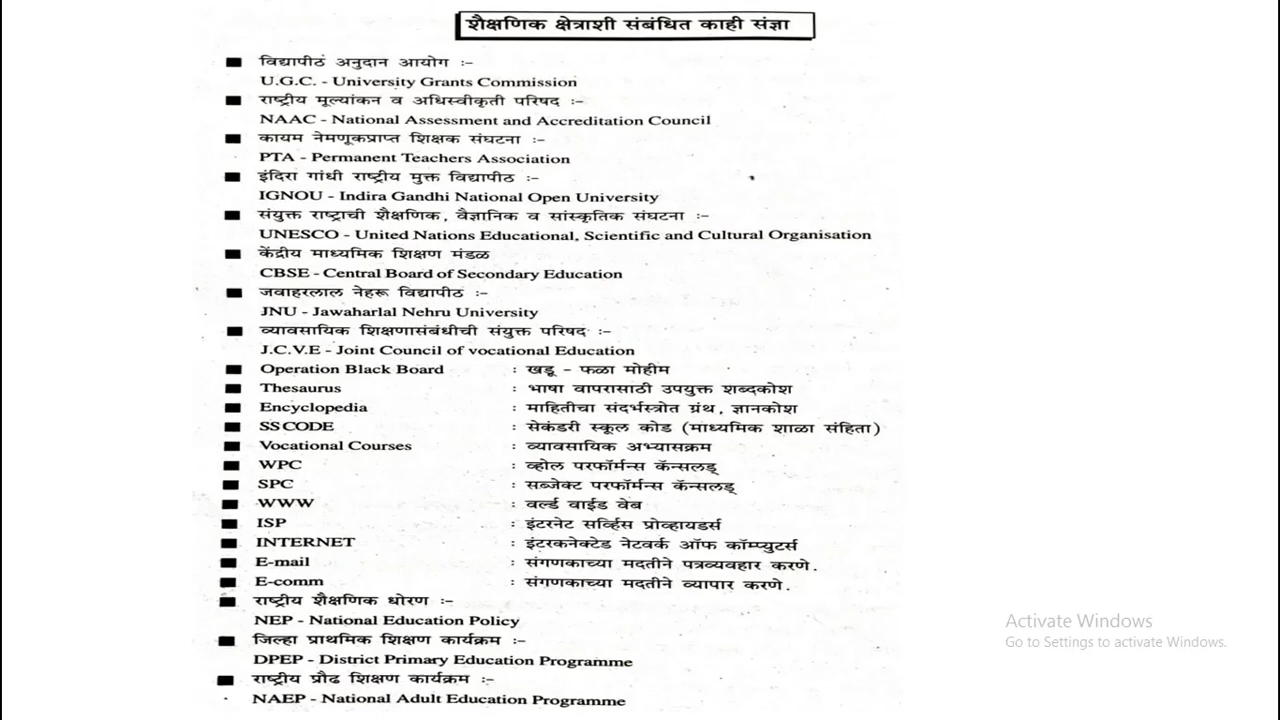 शैक्षणिक क्षेत्राशी संबंधित काही संज्ञा
■ विद्यापीठं अनुदान आयोग :-
U.G.C. - University Grants Commission
■ राष्ट्रीय मूल्यांकन व अधिस्वीकृती परिषद :-
NAAC - National Assessment and Accreditation Council
■ कायम नेमणूकप्राप्त शिक्षक संघटना :-
PTA - Permanent Teachers Association
■ इंदिरा गांधी राष्ट्रीय मुक्त विद्यापीठ :-
IGNOU - Indira Gandhi National Open University
■ संयुक्त राष्ट्राची शैक्षणिक, वैज्ञानिक व सांस्कृतिक संघटना :-
UNESCO - United Nations Educational, Scientific and Cultural Organisation
■ केंद्रीय माध्यमिक शिक्षण मंडळ
CBSE - Central Board of Secondary Education
■ जवाहरलाल नेहरू विद्यापीठ :-
JNU - Jawaharlal Nehru University
■ व्यावसायिक शिक्षणासंबंधीची संयुक्त परिषद :-
J.C.V.E - Joint Council of vocational Education
■ Operation Black Board : खडू - फळा मोहीम
■ Thesaurus : भाषा वापरासाठी उपयुक्त शब्दकोश
■ Encyclopedia : माहितीचा संदर्भस्त्रोत ग्रंथ, ज्ञानकोश
■ SS CODE : सेकंडरी स्कूल कोड (माध्यमिक शाळा संहिता)
■ Vocational Courses : व्यावसायिक अभ्यासक्रम
■ WPC : व्होल परफॉर्मन्स कॅन्सलड्
■ SPC : सब्जेक्ट परफॉर्मन्स कॅन्सलड्
■ WWW : वर्ल्ड वाईड वेब
■ ISP : इंटरनेट सर्व्हिस प्रोव्हायडर्स
■ INTERNET : इंटरकनेक्टेड नेटवर्क ऑफ कॉम्प्युटर्स
■ E-mail : संगणकाच्या मदतीने पत्रव्यवहार करणे.
■ E-comm : संगणकाच्या मदतीने व्यापार करणे.
■ राष्ट्रीय शैक्षणिक धोरण :-
NEP - National Education Policy
■ जिल्हा प्राथमिक शिक्षण कार्यक्रम :-
DPEP - District Primary Education Programme
■ राष्ट्रीय प्रौढ शिक्षण कार्यक्रम :-
NAEP - National Adult Education Programme
Activate Windows
Go to Settings to activate Windows.